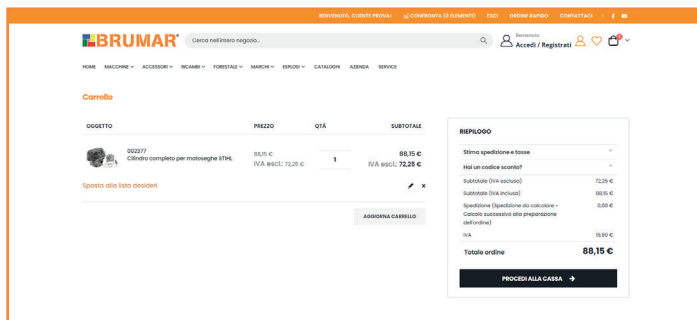 BENVENUTO, CLIENTE PROVA! CONFRONTA (0 ELEMENTI) ESCI ORDINE RAPIDO CONTATTACI
BRUMAR®
Cerca nell'intero negozio...
Benvenuto
Accedi / Registrati
HOME MACCHINE ACCESSORI RICAMBI FORESTALE MARCHI ESPLOSI CATALOGHI AZIENDA SERVICE
Carrello
OGGETTO PREZZO QTÀ SUBTOTALE
002377
Cilindro completo per motoseghe STIHL
88,15 €
IVA escl.: 72,25 €
1
88,15 €
IVA escl.: 72,25 €
Sposta alla lista desideri
AGGIORNA CARRELLO
RIEPILOGO
Stima spedizione e tasse
Hai un codice sconto?
Subtotale (IVA esclusa) 72,25 €
Subtotale (IVA inclusa) 88,15 €
Spedizione (Spedizione da calcolare - 0,00 €
Calcolo successivo alla preparazione
dell'ordine)
IVA 15,90 €
Totale ordine 88,15 €
PROCEDI ALLA CASSA →